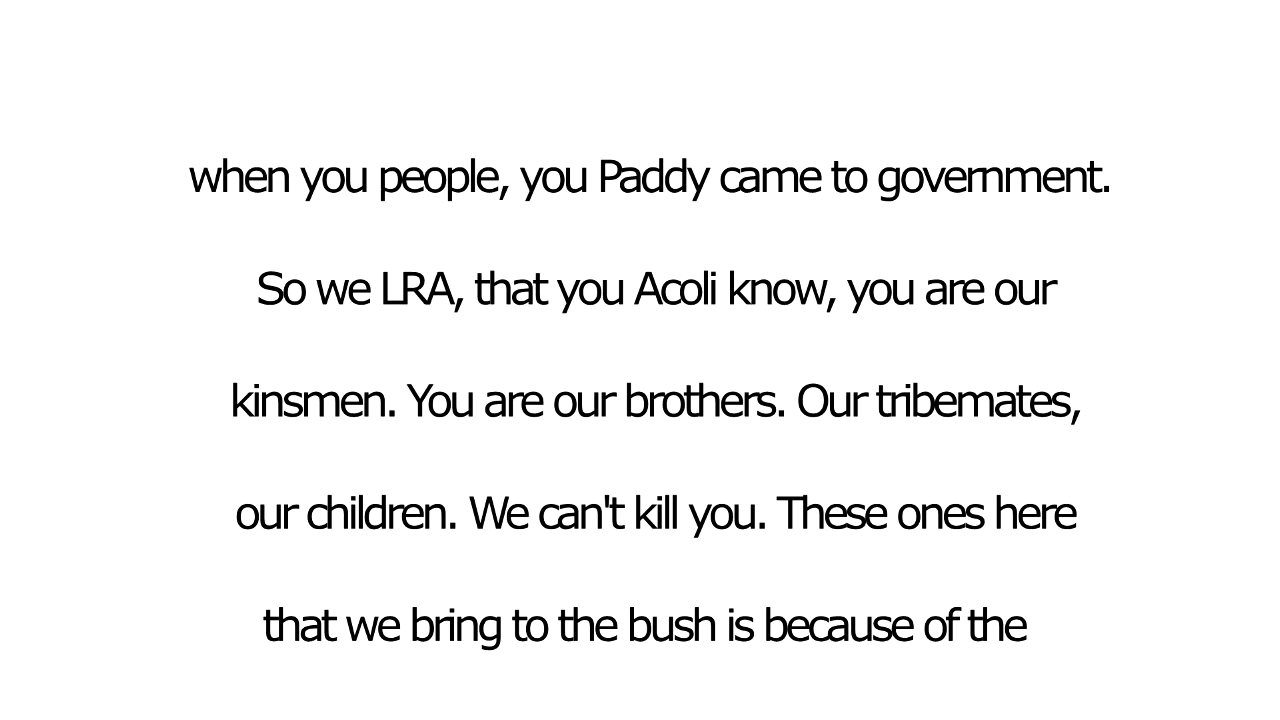 when you people, you Paddy came to government.
So we LRA, that you Acoli know, you are our
kinsmen. You are our brothers. Our tribemates,
our children. We can't kill you. These ones here
that we bring to the bush is because of the